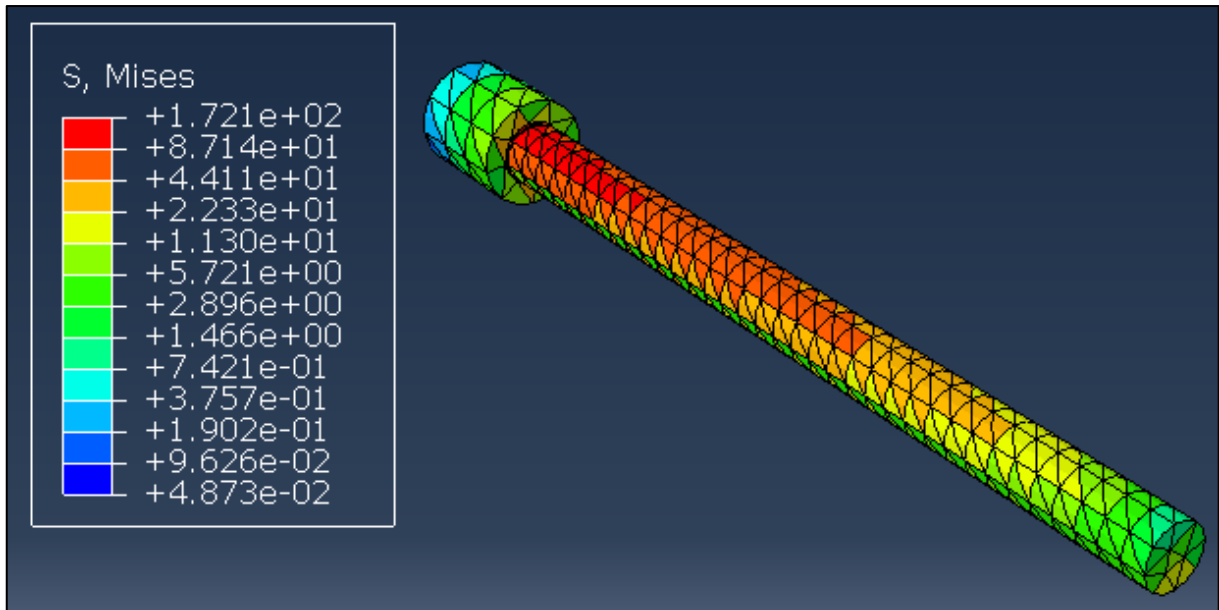 S, Mises
+1.721e+02
+8.714e+01
+4.411e+01
+2.233e+01
+1.130e+01
+5.721e+00
+2.896e+00
+1.466e+00
+7.421e-01
+3.757e-01
+1.902e-01
+9.626e-02
+4.873e-02